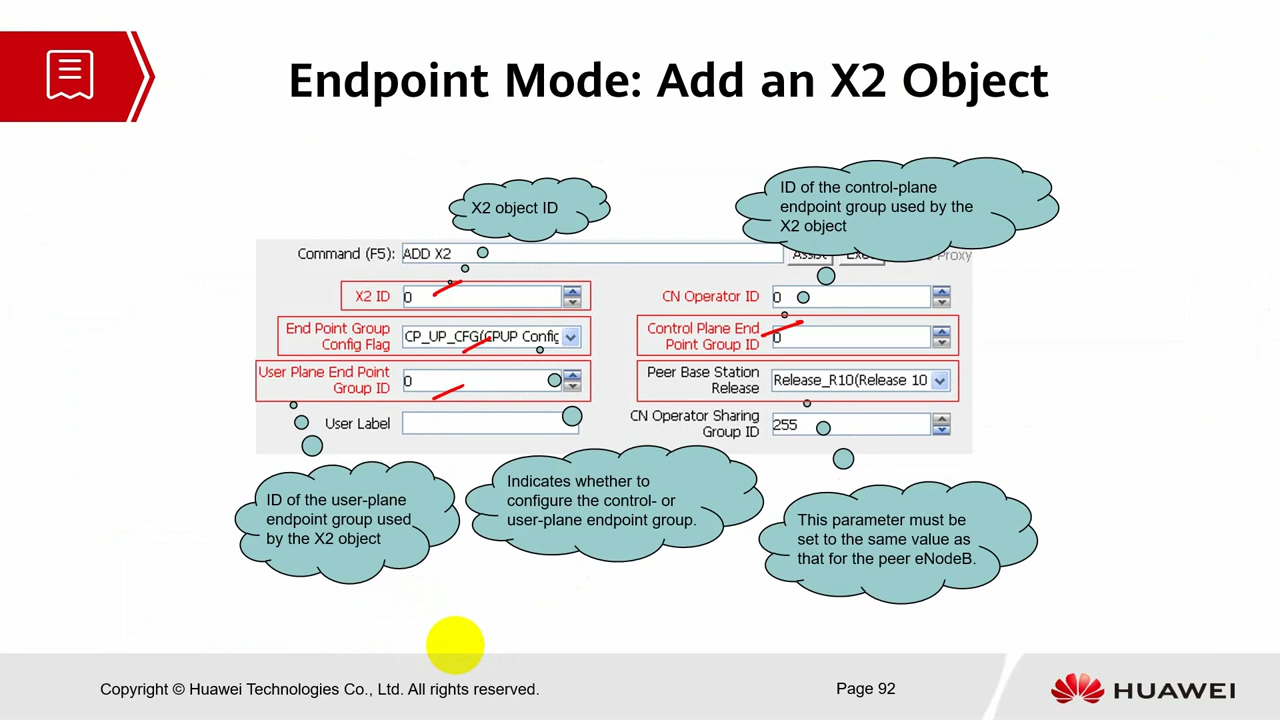 Endpoint Mode: Add an X2 Object
X2 object ID
ID of the control-plane
endpoint group used by the
X2 object
Command (F5):
ADD X2
Proxy
X2 ID
0
CN Operator ID
0
End Point Group
Config Flag
CP_UP_CFG(CPUP Config
Control Plane End
Point Group ID
0
User Plane End Point
Group ID
0
Peer Base Station
Release
Release_R10(Release 10
User Label
CN Operator Sharing
Group ID
255
ID of the user-plane
endpoint group used
by the X2 object
Indicates whether to
configure the control- or
user-plane endpoint group.
This parameter must be
set to the same value as
that for the peer eNodeB.
Copyright © Huawei Technologies Co., Ltd. All rights reserved.
Page 92
HUAWEI